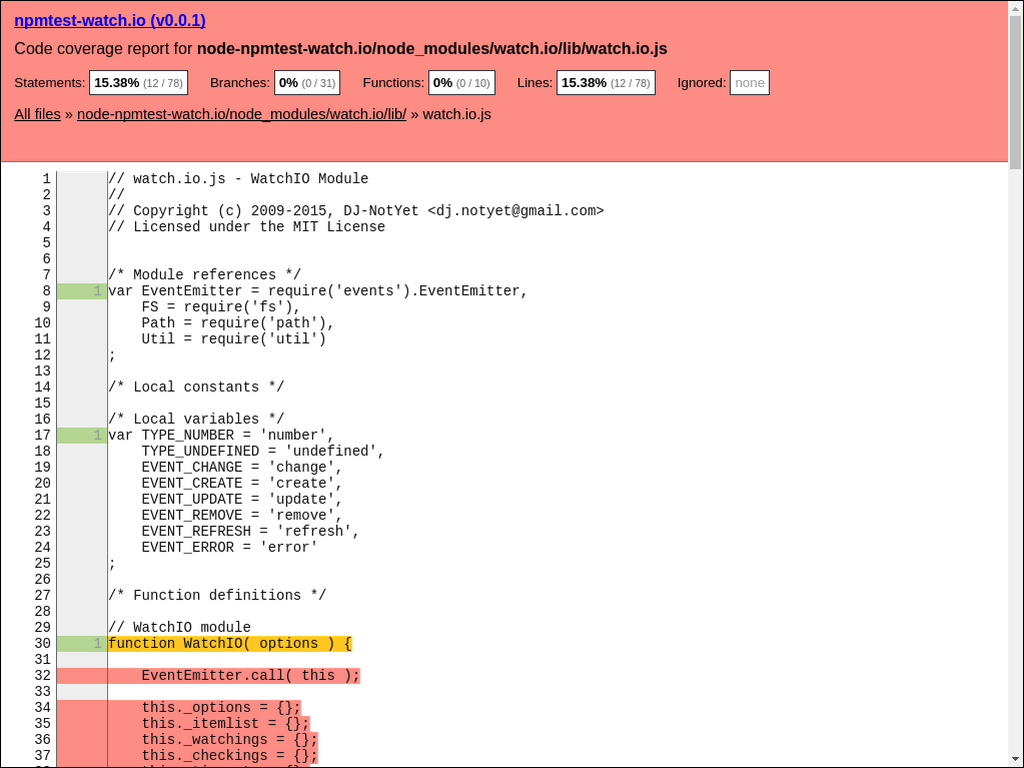 npmtest-watch.io (v0.0.1)
Code coverage report for node-npmtest-watch.io/node_modules/watch.io/lib/watch.io.js
Statements: 15.38% (12 / 78) Branches: 0% (0 / 31) Functions: 0% (0 / 10) Lines: 15.38% (12 / 78) Ignored: none
All files » node-npmtest-watch.io/node_modules/watch.io/lib/ » watch.io.js
1 // watch.io.js - WatchIO Module
2 //
3 // Copyright (c) 2009-2015, DJ-NotYet <dj.notyet@gmail.com>
4 // Licensed under the MIT License
5
6
7 /* Module references */
8 1 var EventEmitter = require('events').EventEmitter,
9 FS = require('fs'),
10 Path = require('path'),
11 Util = require('util')
12 ;
13
14 /* Local constants */
15
16 /* Local variables */
17 1 var TYPE_NUMBER = 'number',
18 TYPE_UNDEFINED = 'undefined',
19 EVENT_CHANGE = 'change',
20 EVENT_CREATE = 'create',
21 EVENT_UPDATE = 'update',
22 EVENT_REMOVE = 'remove',
23 EVENT_REFRESH = 'refresh',
24 EVENT_ERROR = 'error'
25 ;
26
27 /* Function definitions */
28
29 // WatchIO module
30 1 function WatchIO( options ) {
31
32 EventEmitter.call( this );
33
34 this._options = {};
35 this._itemlist = {};
36 this._watchings = {};
37 this._checkings = {};